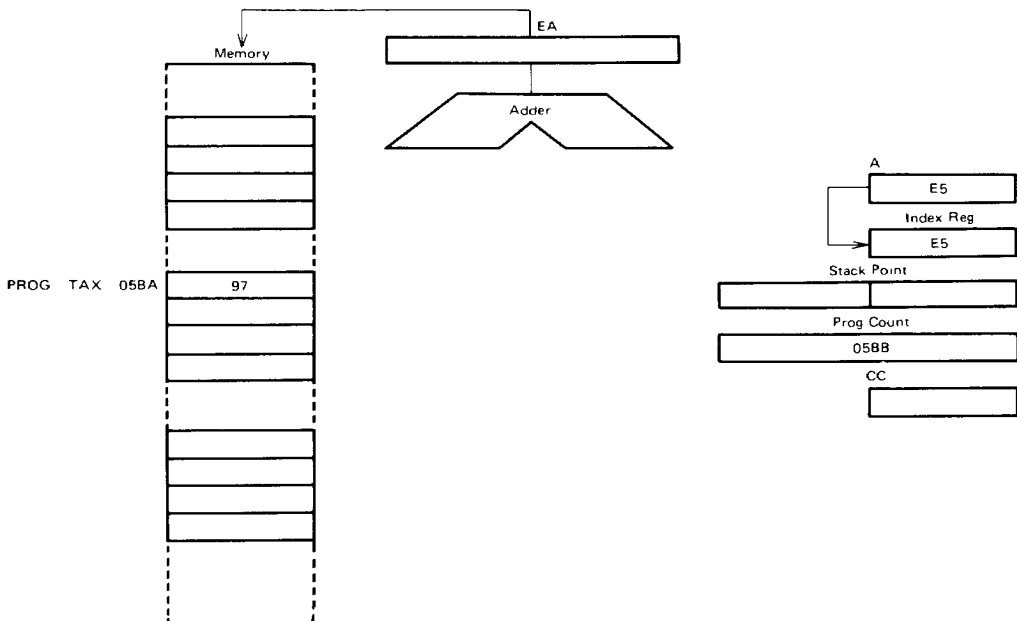 EA
Memory
Adder
A
E5
Index Reg
E5
Stack Point
PROG TAX 05BA 97
Prog Count
05BB
CC